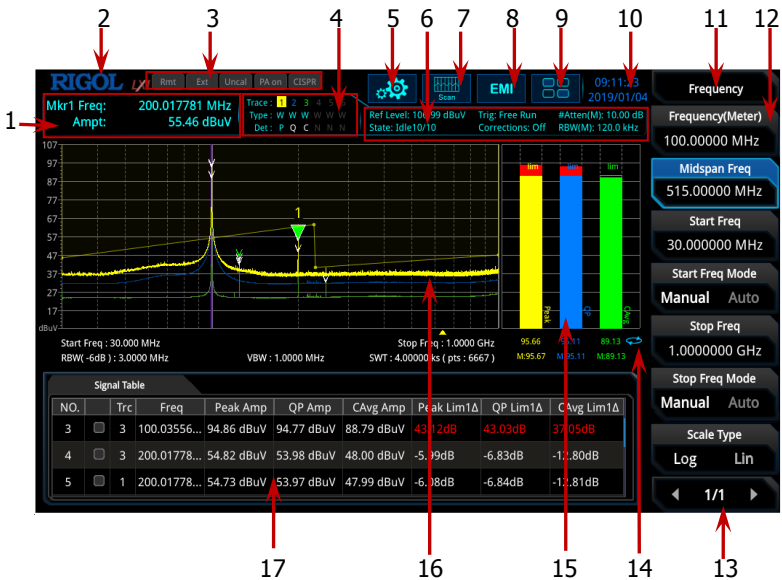 2 3 4 5 6 7 8 9 10 11 12
RIGOL LXI Rmt Ext Uncal PA on CISPR
Scan EMI 09:11:23
2019/01/04
Frequency
1
Mkr1 Freq: 200.017781 MHz
Ampt: 55.46 dBuV
Trace: 1 2 3 4 5
Type: W W W W W W
Det: P Q C N N N
Ref Level: 106.99 dBuV Trig: Free Run #Atten(M): 10.00 dB
State: Idle10/10 Corrections: Off RBW(M): 120.0 kHz
Frequency(Meter)
100.00000 MHz
Midspan Freq
515.00000 MHz
Start Freq
30.000000 MHz
Start Freq Mode
Manual Auto
Stop Freq
1.0000000 GHz
Stop Freq Mode
Manual Auto
Scale Type
Log Lin
1/1
107
97
87
77
67
57
47
37
27
17
dBuV
1
lim lim lim
Peak QP CAvg
95.66 95.11 89.13
M:95.67 M:95.11 M:89.13
Start Freq : 30.000 MHz Stop Freq : 1.0000 GHz
RBW( -6dB ) : 3.0000 MHz VBW : 1.0000 MHz SWT : 4.00000 ks ( pts : 6667 )
Signal Table
NO. Trc Freq Peak Amp QP Amp CAvg Amp Peak Lim1Δ QP Lim1Δ CAvg Lim1Δ
3 3 100.03556... 94.86 dBuV 94.77 dBuV 88.79 dBuV 43.12dB 43.03dB 37.05dB
4 3 200.01778... 54.82 dBuV 53.98 dBuV 48.00 dBuV -5.99dB -6.83dB -12.80dB
5 1 200.01778... 54.73 dBuV 53.97 dBuV 47.99 dBuV -6.08dB -6.84dB -12.81dB
17 16 15 14 13